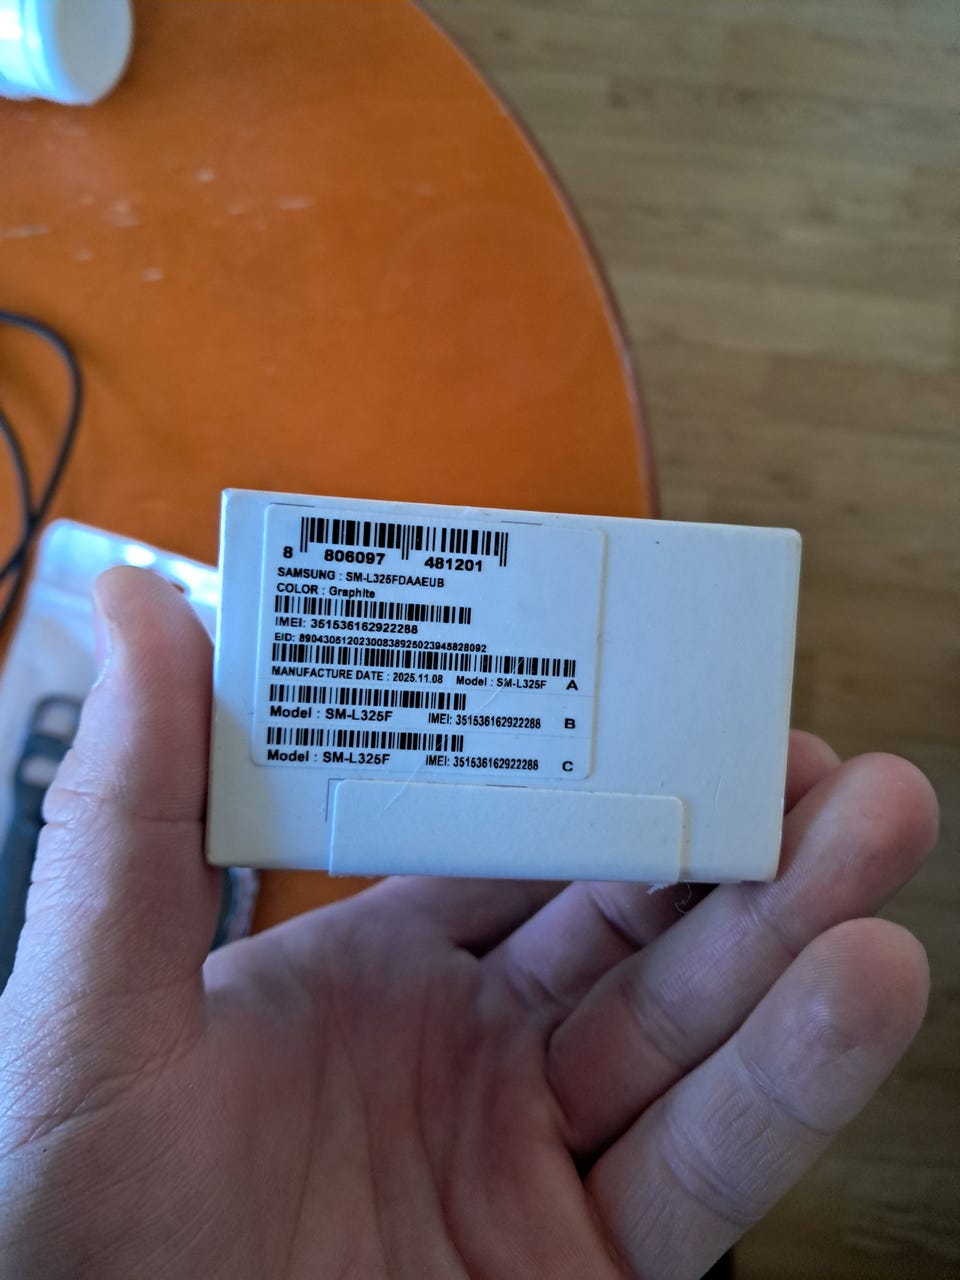 8 806097 481201
SAMSUNG : SM-L325FDAAEUB
COLOR : Graphite
IMEI: 351536162922288
EID: 89043051202300838925023945828092
MANUFACTURE DATE : 2025.11.08 Model : SM-L325F A
Model : SM-L325F IMEI: 351536162922288 B
Model : SM-L325F IMEI: 351536162922288 C